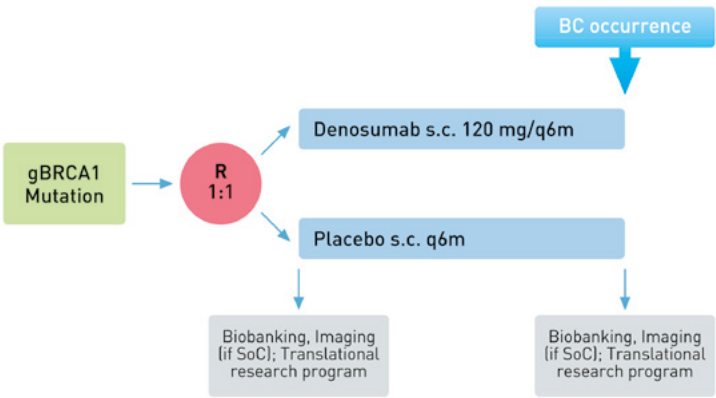 BC occurrence
Denosumab s.c. 120 mg/q6m
gBRCA1
Mutation
R
1:1
Placebo s.c. q6m
Biobanking, Imaging
(if SoC); Translational
research program
Biobanking, Imaging
(if SoC); Translational
research program